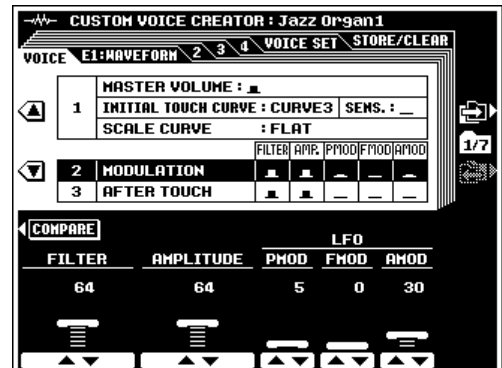 CUSTOM VOICE CREATOR : Jazz Organ1
VOICE E1:WAVEFORM 2 3 4 VOICE SET STORE/CLEAR
MASTER VOLUME :
1 INITIAL TOUCH CURVE : CURVE3 SENS. :
SCALE CURVE : FLAT
FILTER AMP. PMOD FMOD AMOD
2 MODULATION
3 AFTER TOUCH
1/7
COMPARE
LFO
FILTER AMPLITUDE PMOD FMOD AMOD
64 64 5 0 30